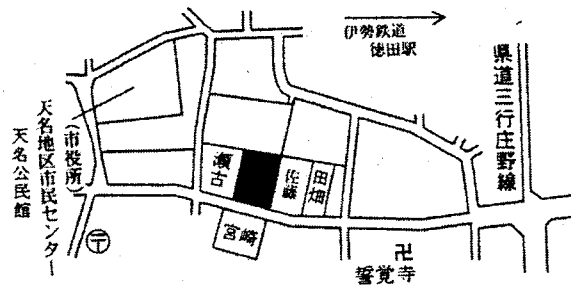 伊勢鉄道
徳田駅
県道三行庄野線
(市役所)
天名地区市民センター
天名公民館
瀬古
佐藤
田畑
宮崎
〒
卍
誓覚寺